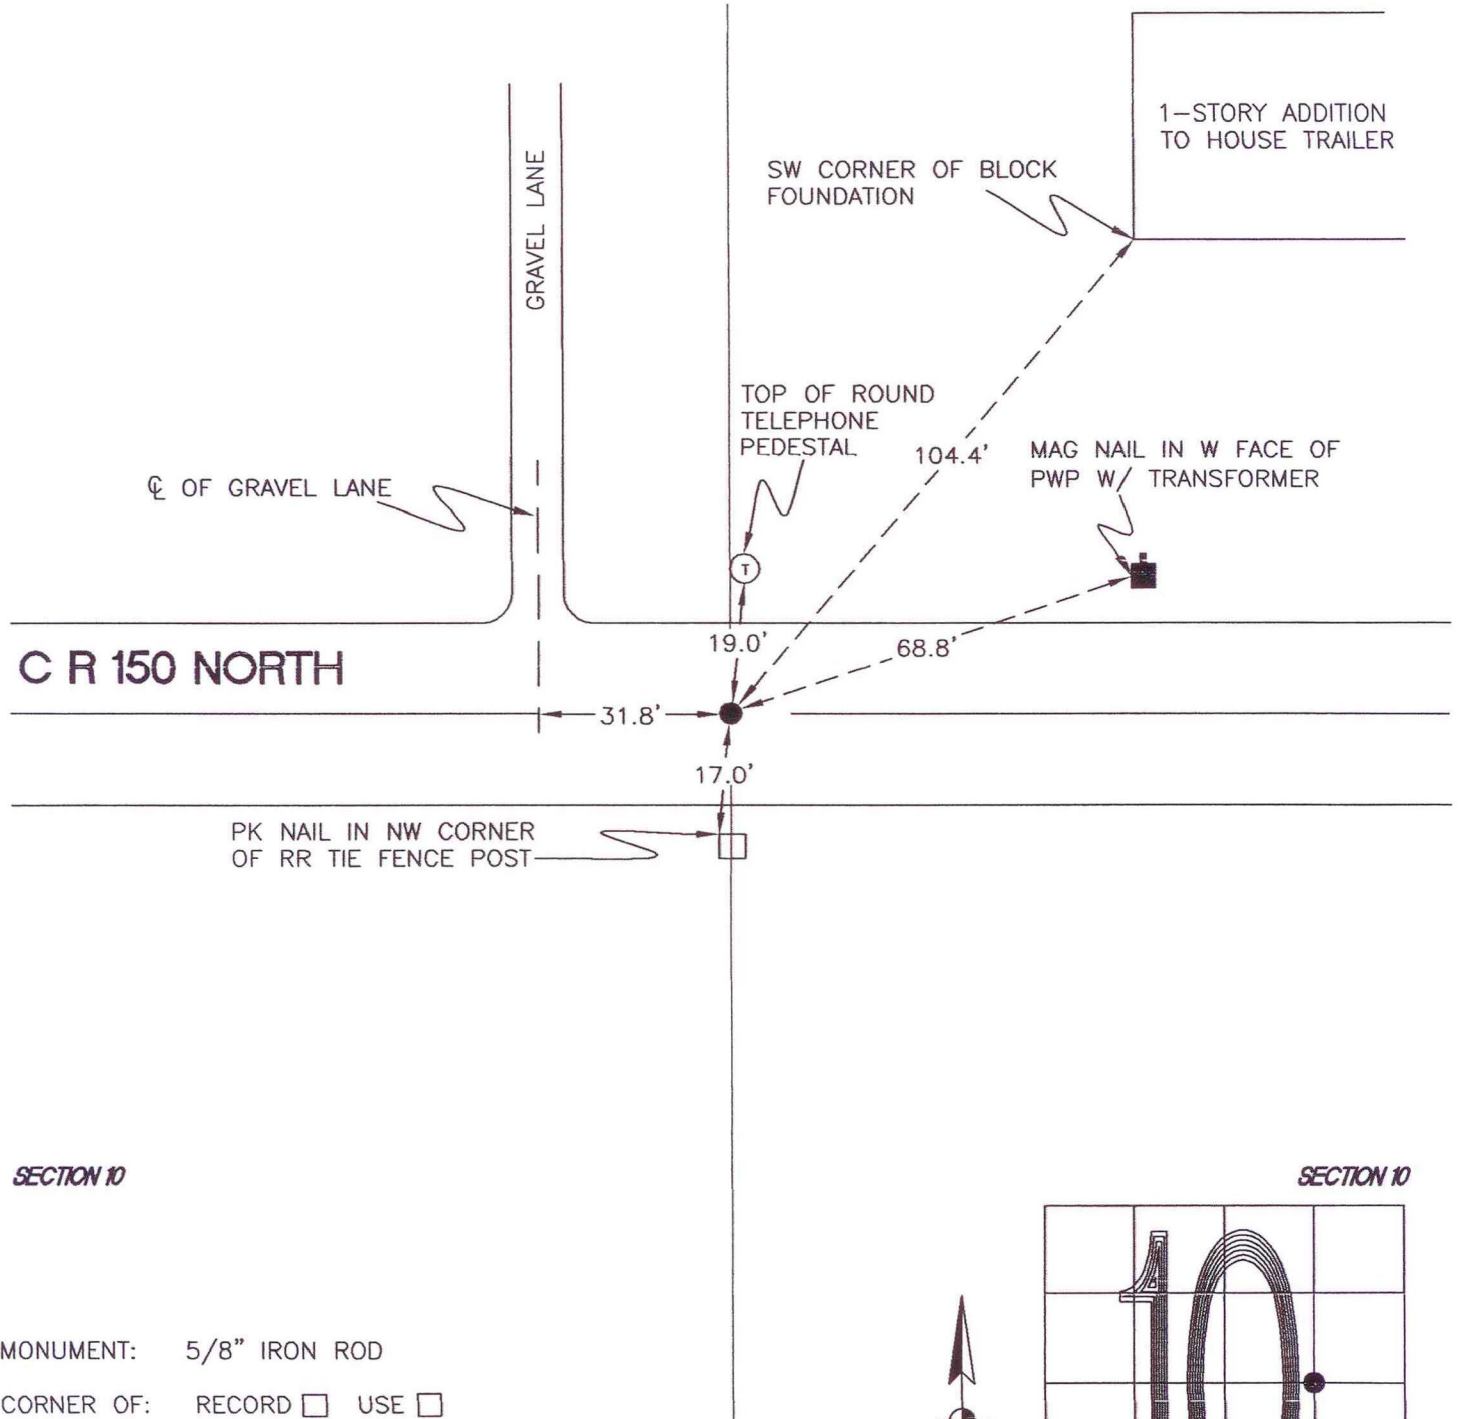 1-STORY ADDITION
TO HOUSE TRAILER
SW CORNER OF BLOCK
FOUNDATION
GRAVEL LANE
TOP OF ROUND
TELEPHONE
PEDESTAL
104.4'
MAG NAIL IN W FACE OF
PWP W/ TRANSFORMER
℄ OF GRAVEL LANE
T
19.0'
68.8'
C R 150 NORTH
31.8'
17.0'
PK NAIL IN NW CORNER
OF RR TIE FENCE POST
SECTION 10
SECTION 10
10
MONUMENT: 5/8" IRON ROD
CORNER OF: RECORD □ USE □